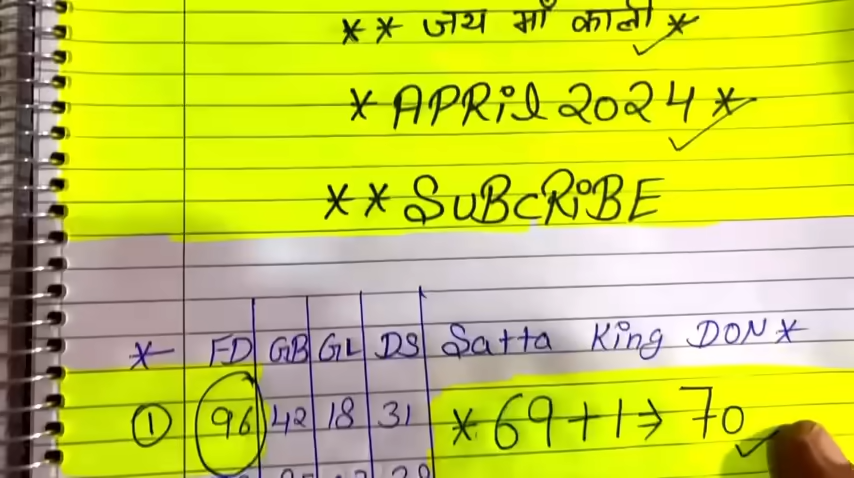 ** जय माँ काली *
* APRil 2024 *
** SUBCRiBE
* FD GB GL DS Satta King DON *
1 96 42 18 31 * 69+1⇒ 70